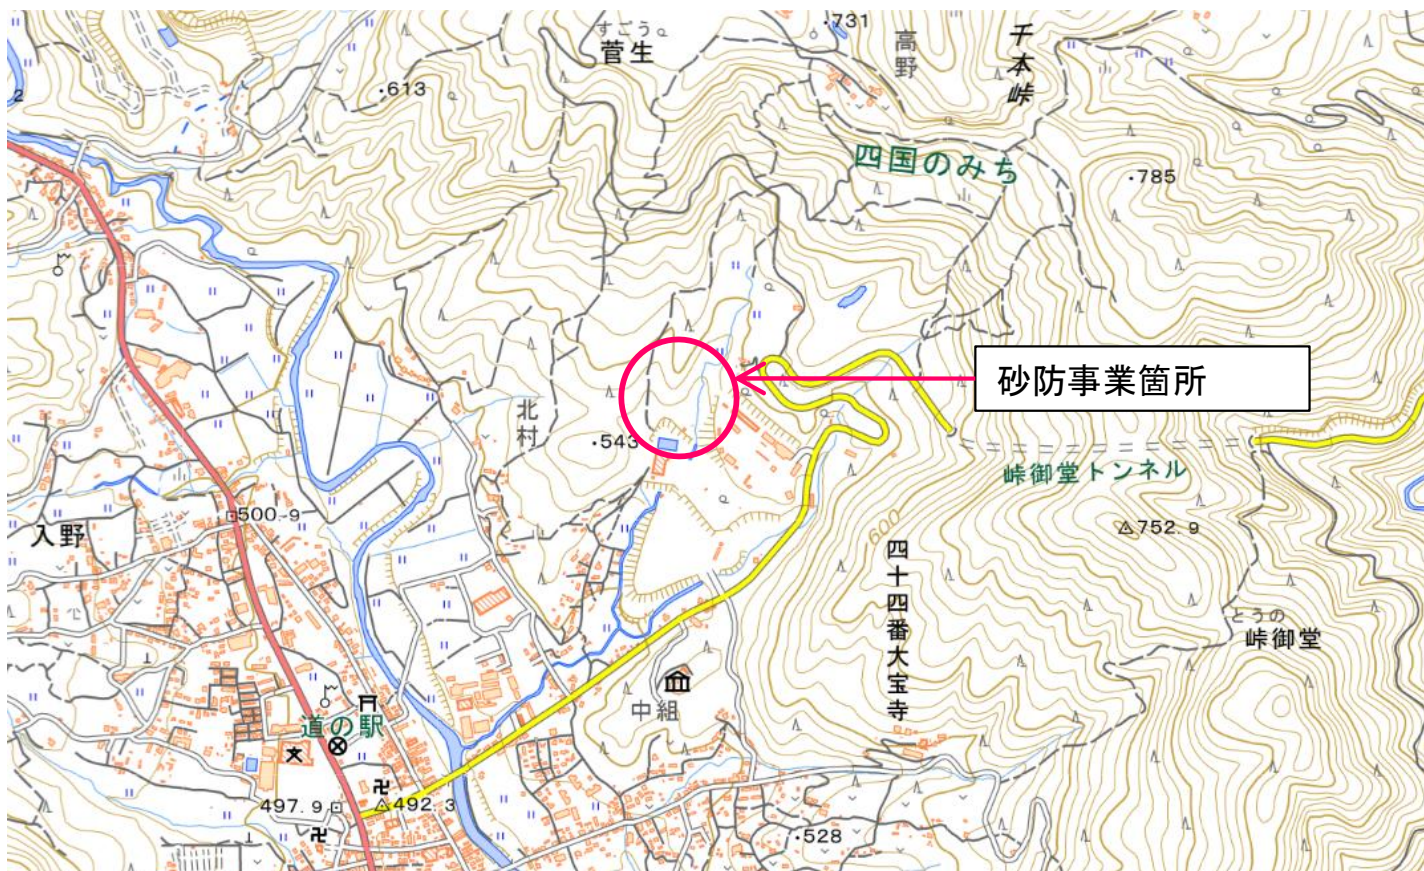 ・731
すごうo
菅生
高野
千本峠
・613
2
四国のみち
・785
砂防事業箇所
北村
・543
峠御堂トンネル
500.9
入野
600
752.9
四十四番大宝寺
とうの
峠御堂
中組
道の駅
497.9
492.3
・528